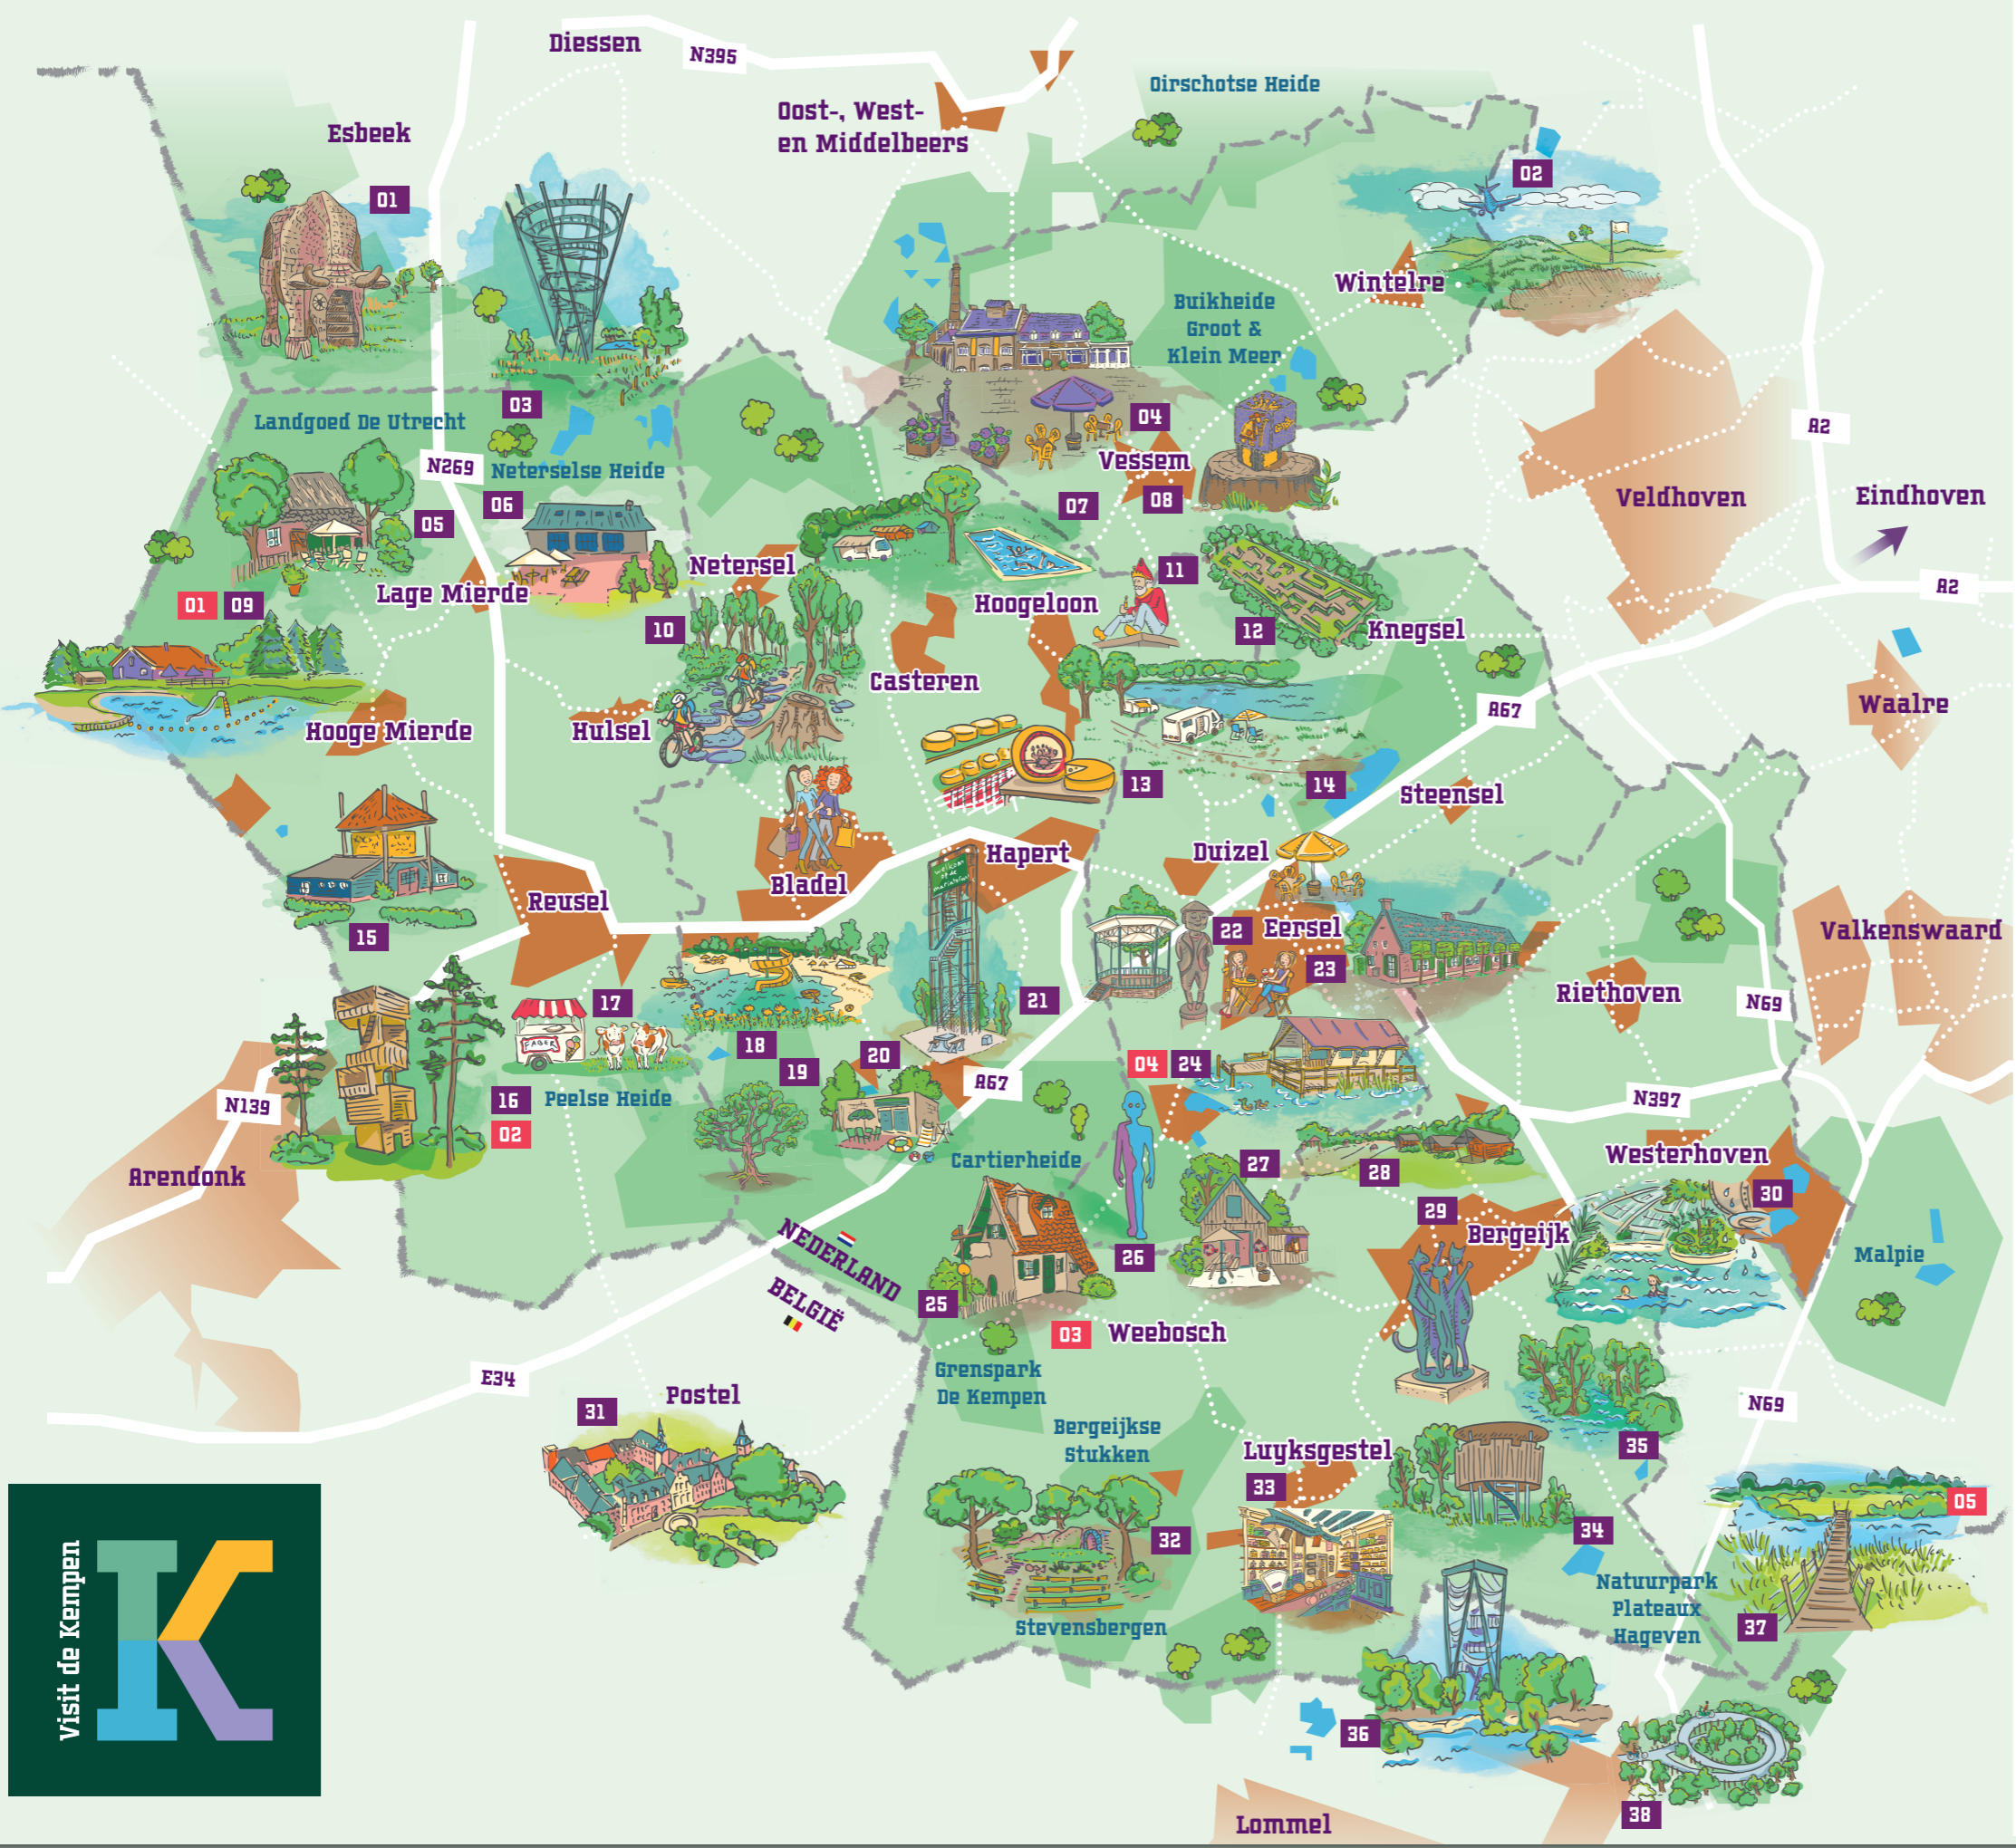 Diessen
N395
Oirschotse Heide
Oost-, West-
en Middelbeers
Esbeek
01
02
Wintelre
Buikheide
Groot &
Klein Meer
03
Landgoed De Utrecht
04
A2
N269
Neterselse Heide
Vessem
Veldhoven
Eindhoven
06
07
08
05
Netersel
11
A2
Lage Mierde
01
09
Hoogeloon
10
12
Knegsel
Casteren
Hooge Mierde
Hulsel
A67
Waalre
13
14
Steensel
Hapert
Duizel
welkom
op de
Bladel
Reusel
15
22
Eersel
Valkenswaard
23
Riethoven
17
21
N69
18
19
20
04
24
A67
N139
16
Peelse Heide
02
N397
FABER
Arendonk
Cartierheide
27
28
Westerhoven
30
29
Bergeijk
NEDERLAND
BELGIË
26
Malpie
25
03
Weebosch
Grenspark
De Kempen
E34
Postel
31
N69
Bergeijkse
Stukken
Luyksgestel
35
33
05
32
34
Natuurpark
Plateaux
Hageven
Stevensbergen
37
36
38
Lommel
Visit de Kempen